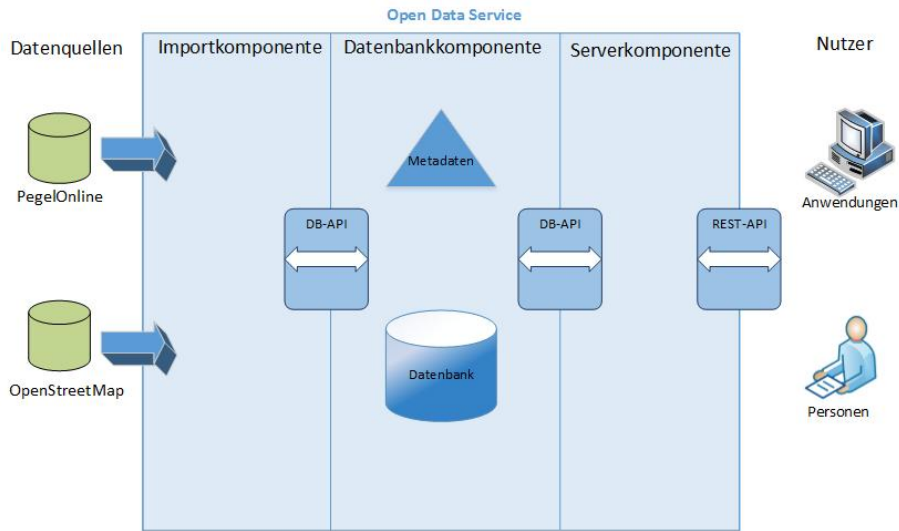 Open Data Service
Datenquellen
Importkomponente
Datenbankkomponente
Serverkomponente
Nutzer
PegelOnline
Metadaten
Anwendungen
DB-API
DB-API
REST-API
OpenStreetMap
Datenbank
Personen